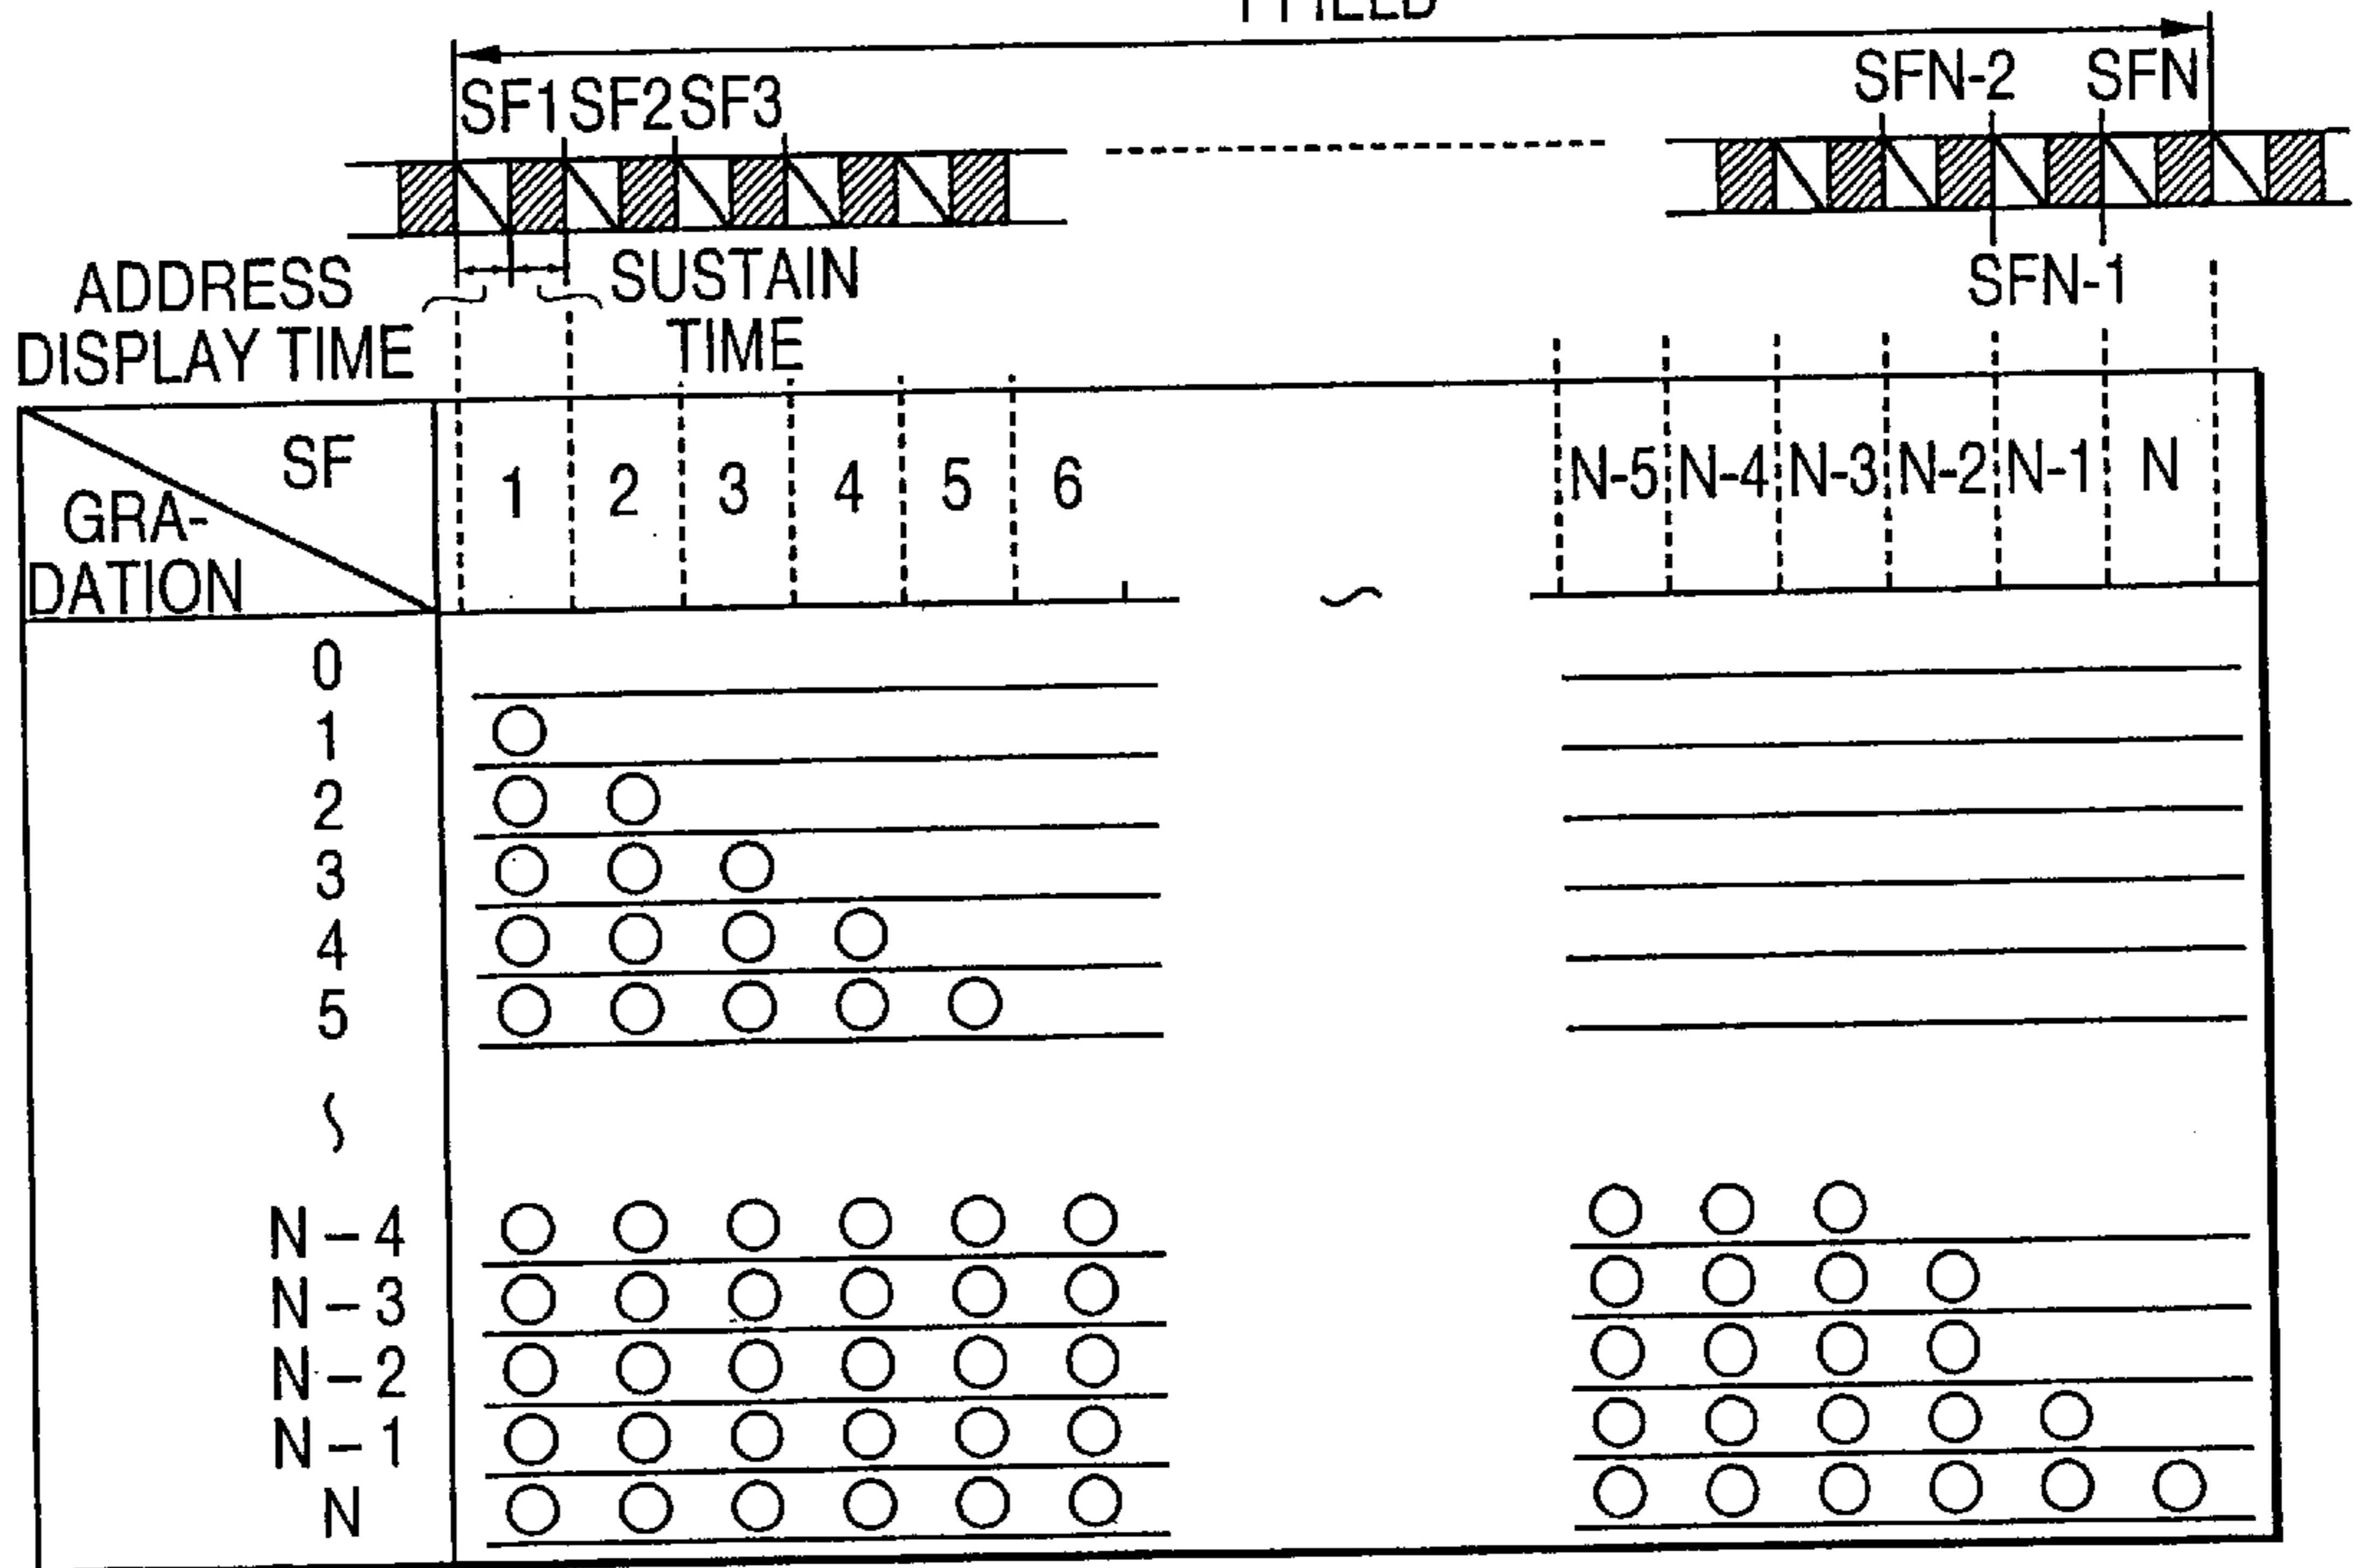 1 FIELD
SF1 SF2 SF3
SFN-2 SFN
ADDRESS
DISPLAY TIME
SUSTAIN
TIME
SFN-1
SF
GRA-
DATION
1 2 3 4 5 6 N-5 N-4 N-3 N-2 N-1 N
0
1
2
3
4
5
N-4
N-3
N-2
N-1
N